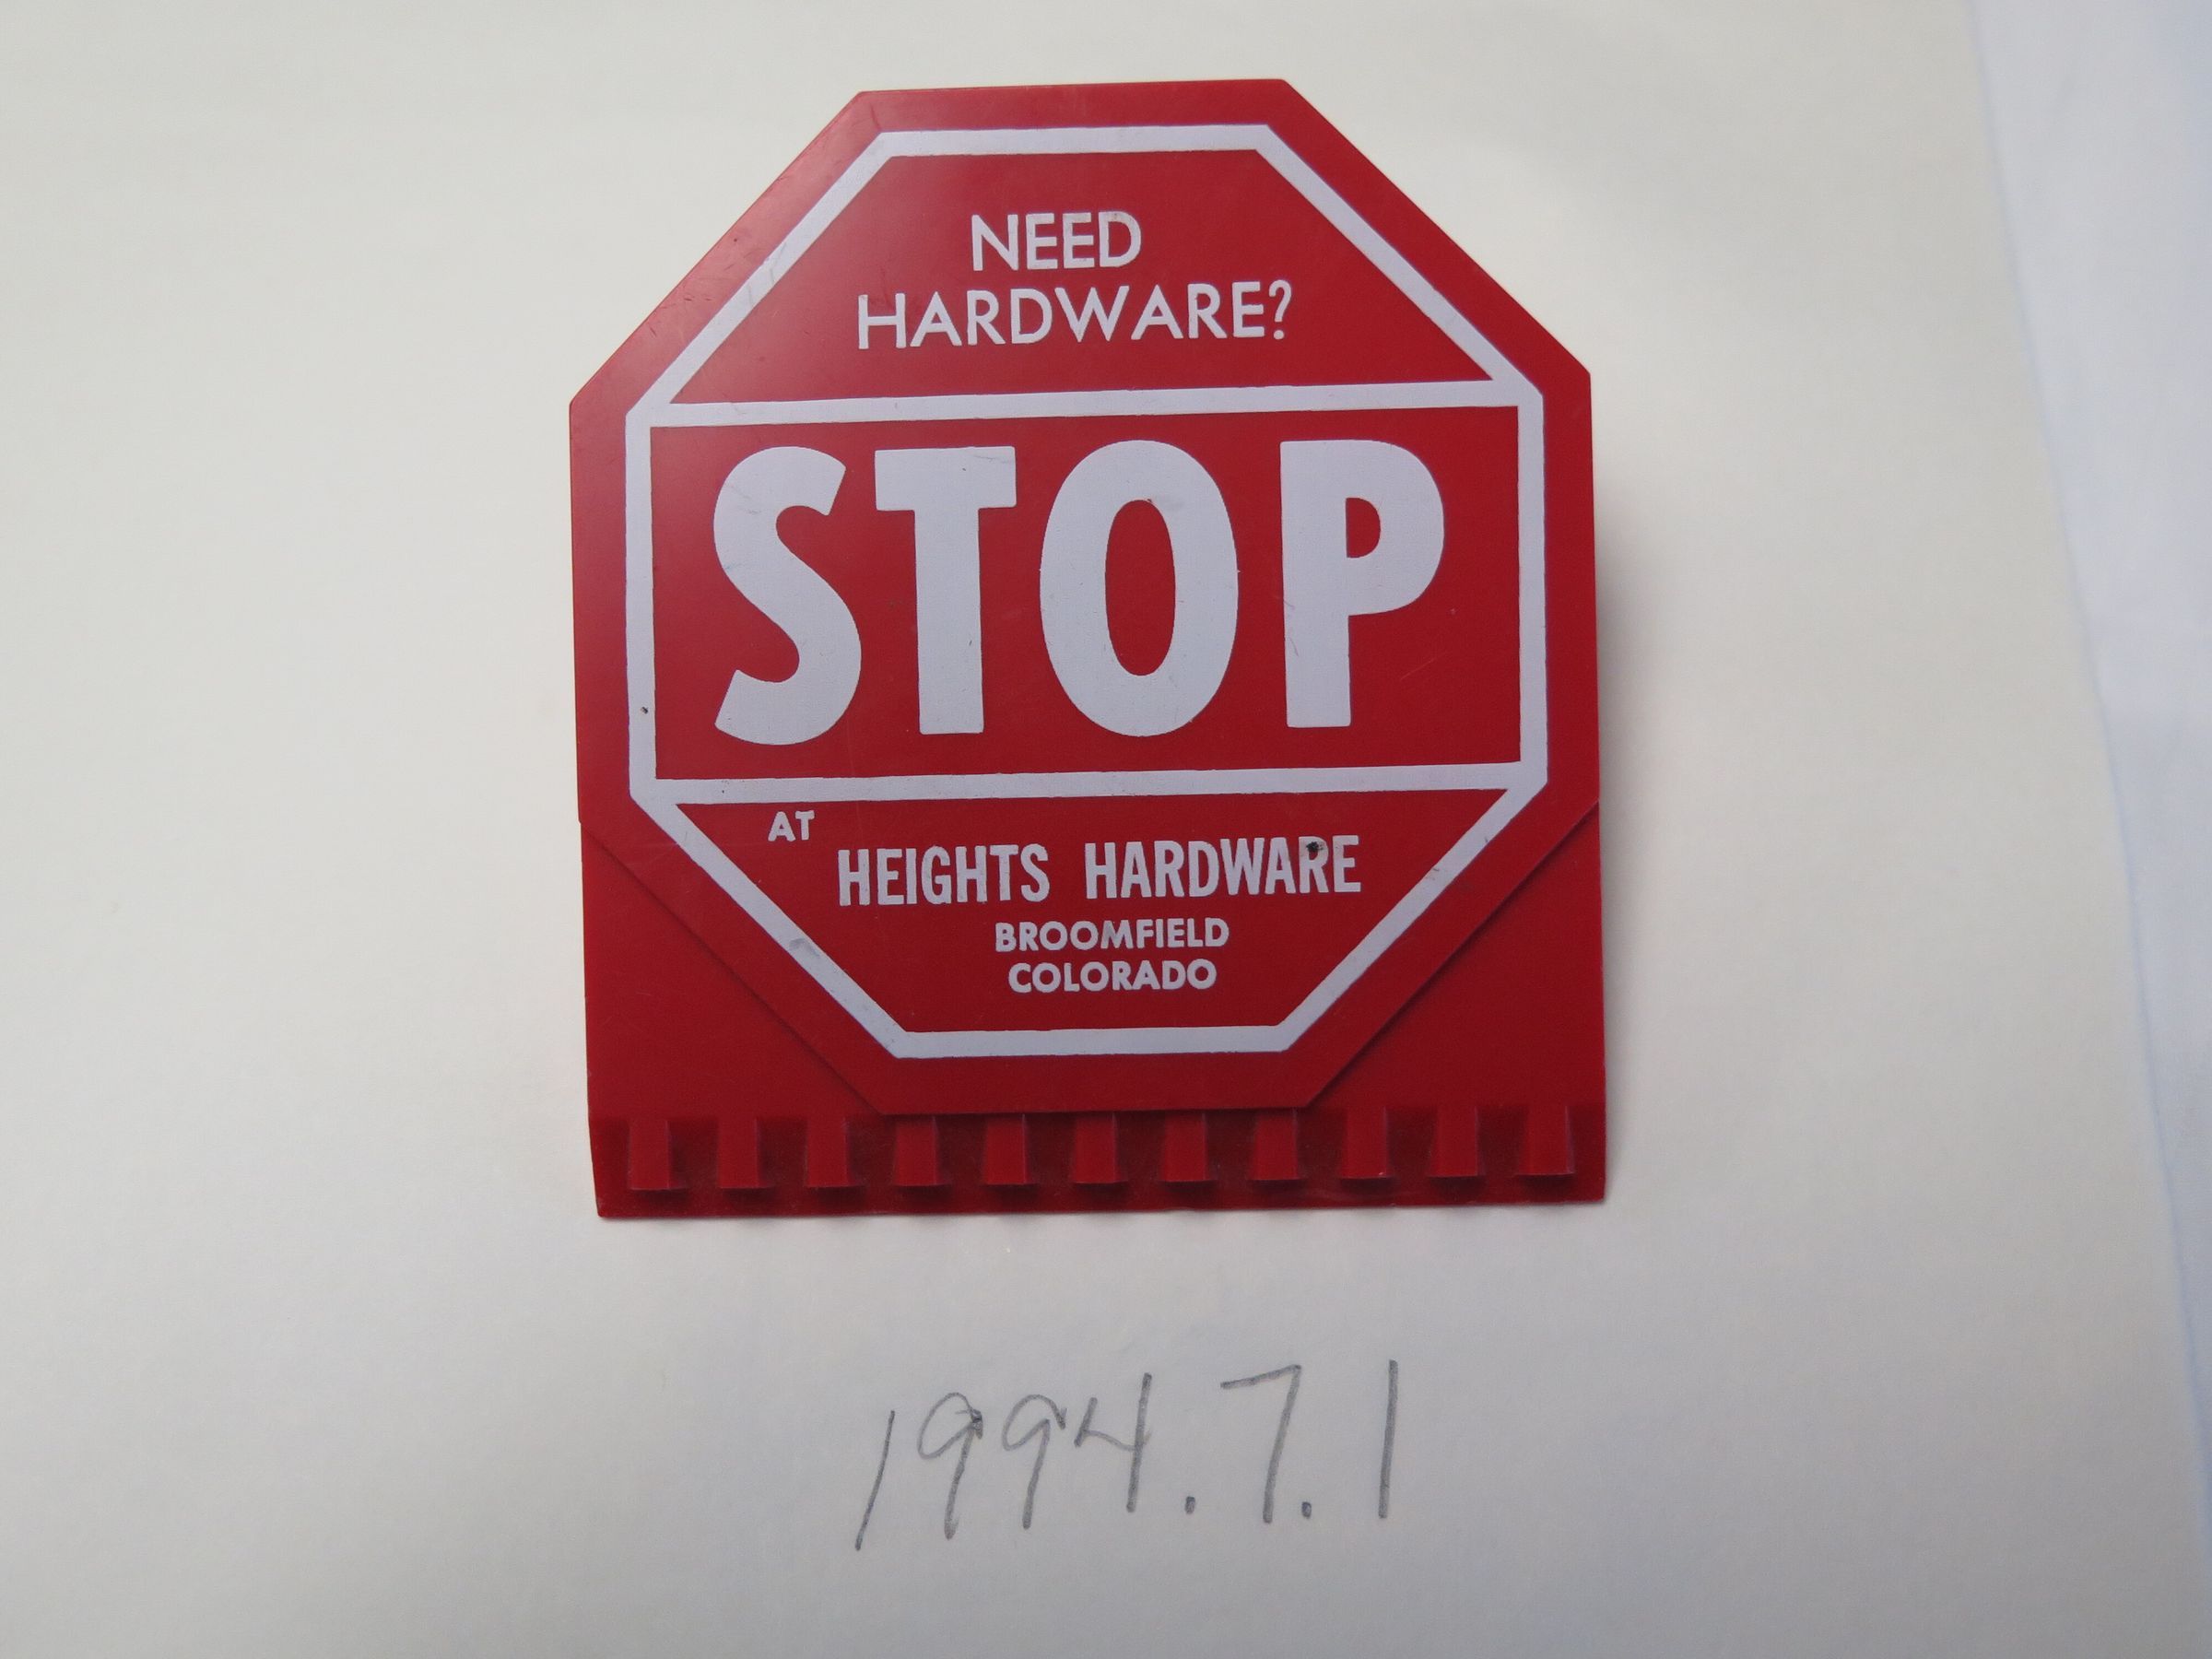 NEED
HARDWARE?
STOP
AT
HEIGHTS HARDWARE
BROOMFIELD
COLORADO
1994.7.1